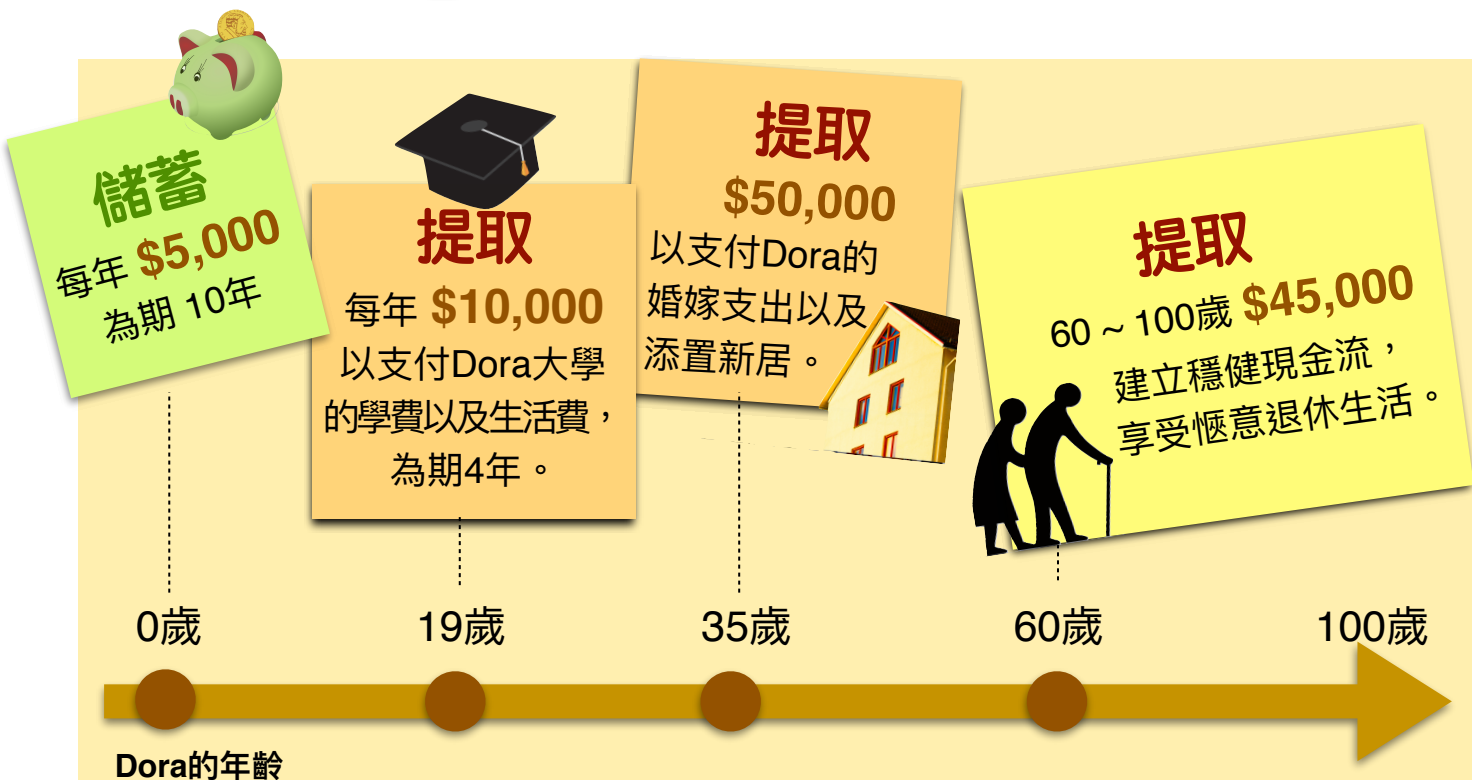 儲蓄
每年 $5,000
為期 10年
提取
每年 $10,000
以支付Dora大學
的學費以及生活費，
為期4年。
提取
$50,000
以支付Dora的
婚嫁支出以及
添置新居。
提取
60 ~ 100歲 $45,000
建立穩健現金流，
享受愜意退休生活。
0歲
19歲
35歲
60歲
100歲
Dora的年齡